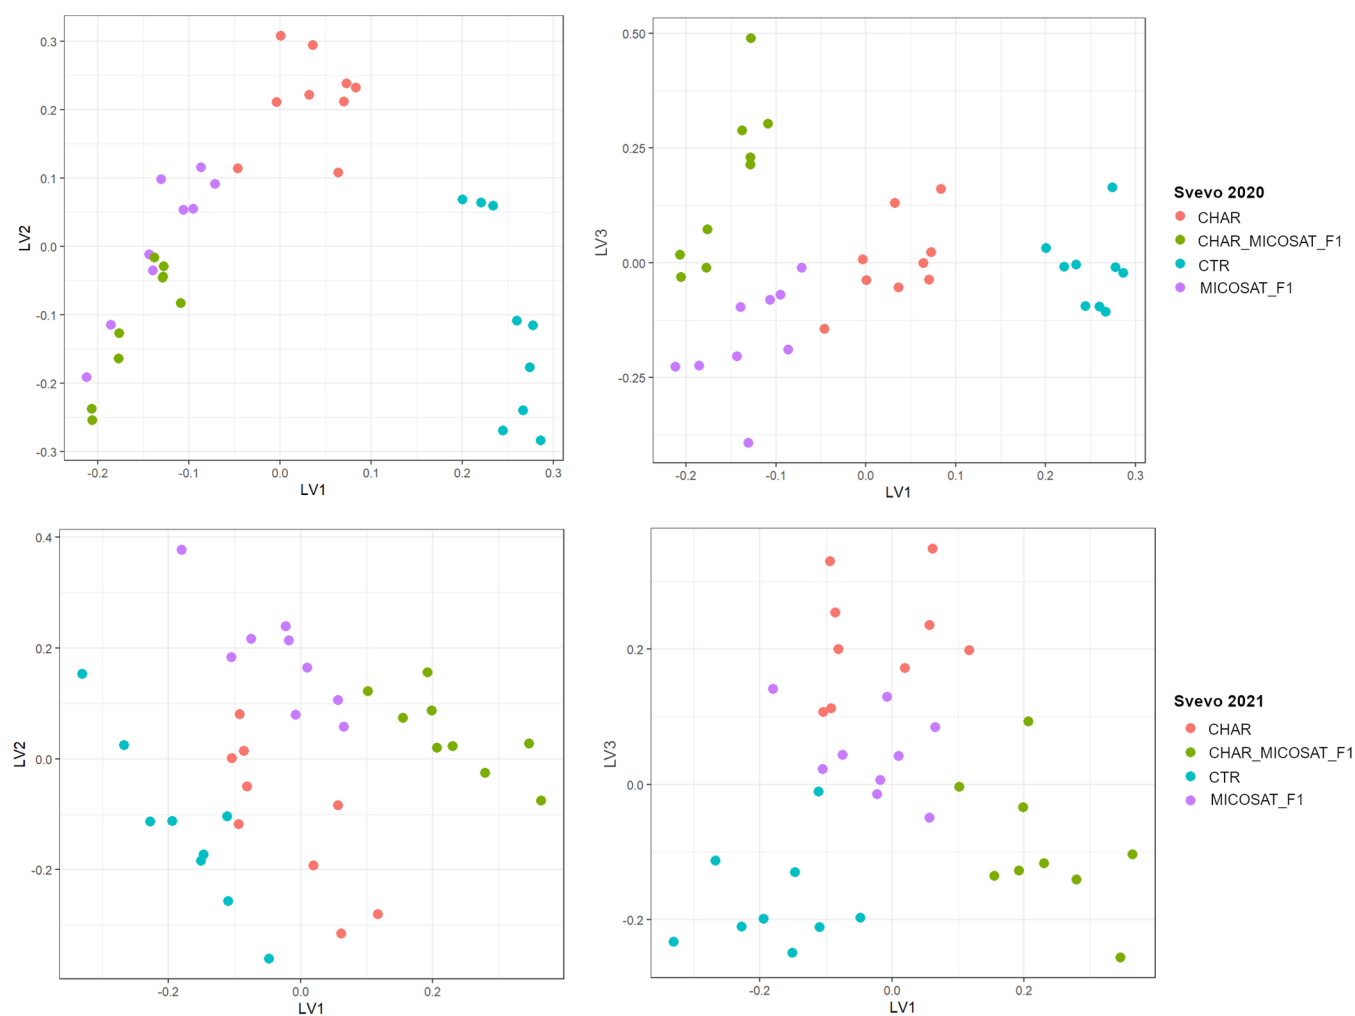 0.3
0.2
0.1
0.0
-0.1
-0.2
-0.3
LV2
-0.2 -0.1 0.0 0.1 0.2 0.3
LV1
0.50
0.25
0.00
-0.25
LV3
-0.2 -0.1 0.0 0.1 0.2 0.3
LV1
Svevo 2020
CHAR
CHAR_MICOSAT_F1
CTR
MICOSAT_F1
0.4
0.2
0.0
-0.2
LV2
-0.2 0.0 0.2
LV1
0.2
0.0
-0.2
LV3
-0.2 0.0 0.2
LV1
Svevo 2021
CHAR
CHAR_MICOSAT_F1
CTR
MICOSAT_F1